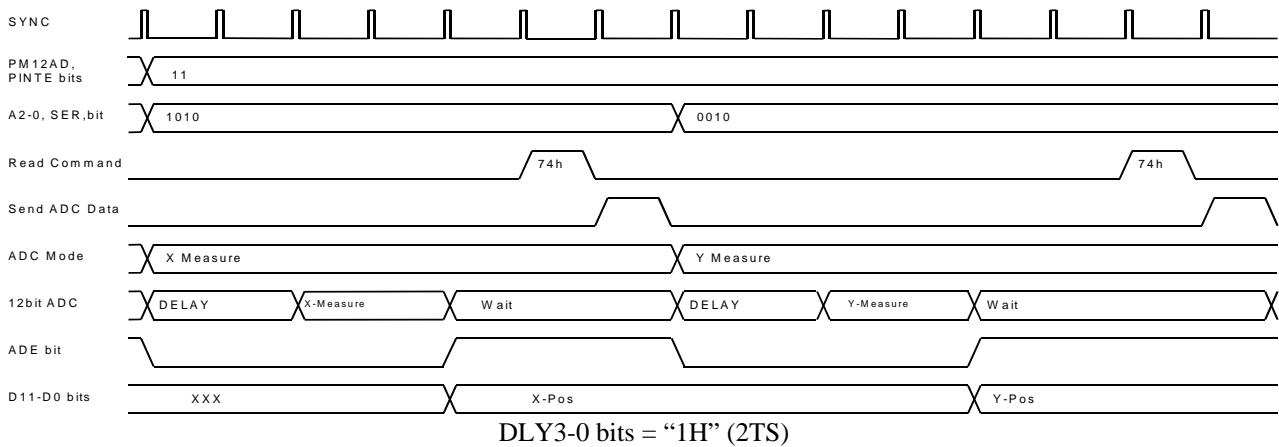 SYNC
PM12AD,
PINTE bits
11
A2-0, SER,bit
1010
0010
Read Command
74h
74h
Send ADC Data
ADC Mode
X Measure
Y Measure
12bit ADC
DELAY
X-Measure
Wait
DELAY
Y-Measure
Wait
ADE bit
D11-D0 bits
XXX
X-Pos
Y-Pos
DLY3-0 bits = “1H” (2TS)